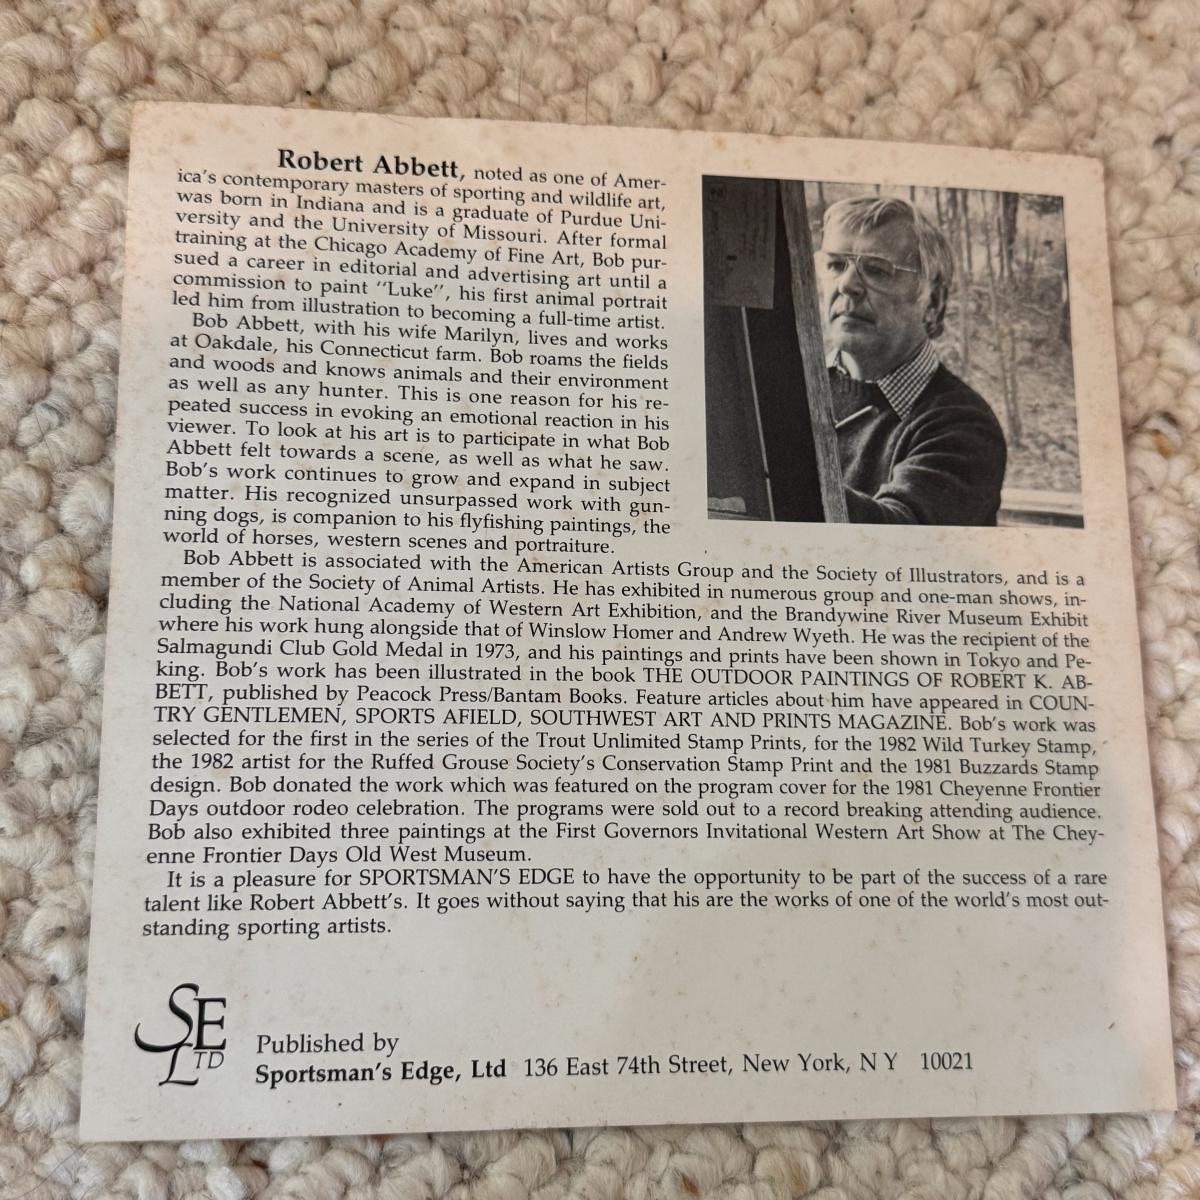 Robert Abbett, noted as one of Amer-
ica's contemporary masters of sporting and wildlife art,
was born in Indiana and is a graduate of Purdue Uni-
versity and the University of Missouri. After formal
training at the Chicago Academy of Fine Art, Bob pur-
sued a career in editorial and advertising art until a
commission to paint "Luke", his first animal portrait
led him from illustration to becoming a full-time artist.
Bob Abbett, with his wife Marilyn, lives and works
at Oakdale, his Connecticut farm. Bob roams the fields
and woods and knows animals and their environment
as well as any hunter. This is one reason for his re-
peated success in evoking an emotional reaction in his
viewer. To look at his art is to participate in what Bob
Abbett felt towards a scene, as well as what he saw.
Bob's work continues to grow and expand in subject
matter. His recognized unsurpassed work with gun-
ning dogs, is companion to his flyfishing paintings, the
world of horses, western scenes and portraiture.
Bob Abbett is associated with the American Artists Group and the Society of Illustrators, and is a
member of the Society of Animal Artists. He has exhibited in numerous group and one-man shows, in-
cluding the National Academy of Western Art Exhibition, and the Brandywine River Museum Exhibit
where his work hung alongside that of Winslow Homer and Andrew Wyeth. He was the recipient of the
Salmagundi Club Gold Medal in 1973, and his paintings and prints have been shown in Tokyo and Pe-
king. Bob's work has been illustrated in the book THE OUTDOOR PAINTINGS OF ROBERT K. AB-
BETT, published by Peacock Press/Bantam Books. Feature articles about him have appeared in COUN-
TRY GENTLEMEN, SPORTS AFIELD, SOUTHWEST ART AND PRINTS MAGAZINE. Bob's work was
selected for the first in the series of the Trout Unlimited Stamp Prints, for the 1982 Wild Turkey Stamp,
the 1982 artist for the Ruffed Grouse Society's Conservation Stamp Print and the 1981 Buzzards Stamp
design. Bob donated the work which was featured on the program cover for the 1981 Cheyenne Frontier
Days outdoor rodeo celebration. The programs were sold out to a record breaking attending audience.
Bob also exhibited three paintings at the First Governors Invitational Western Art Show at The Chey-
enne Frontier Days Old West Museum.
It is a pleasure for SPORTSMAN'S EDGE to have the opportunity to be part of the success of a rare
talent like Robert Abbett's. It goes without saying that his are the works of one of the world's most out-
standing sporting artists.
SE
LTD
Published by
Sportsman's Edge, Ltd 136 East 74th Street, New York, N Y 10021